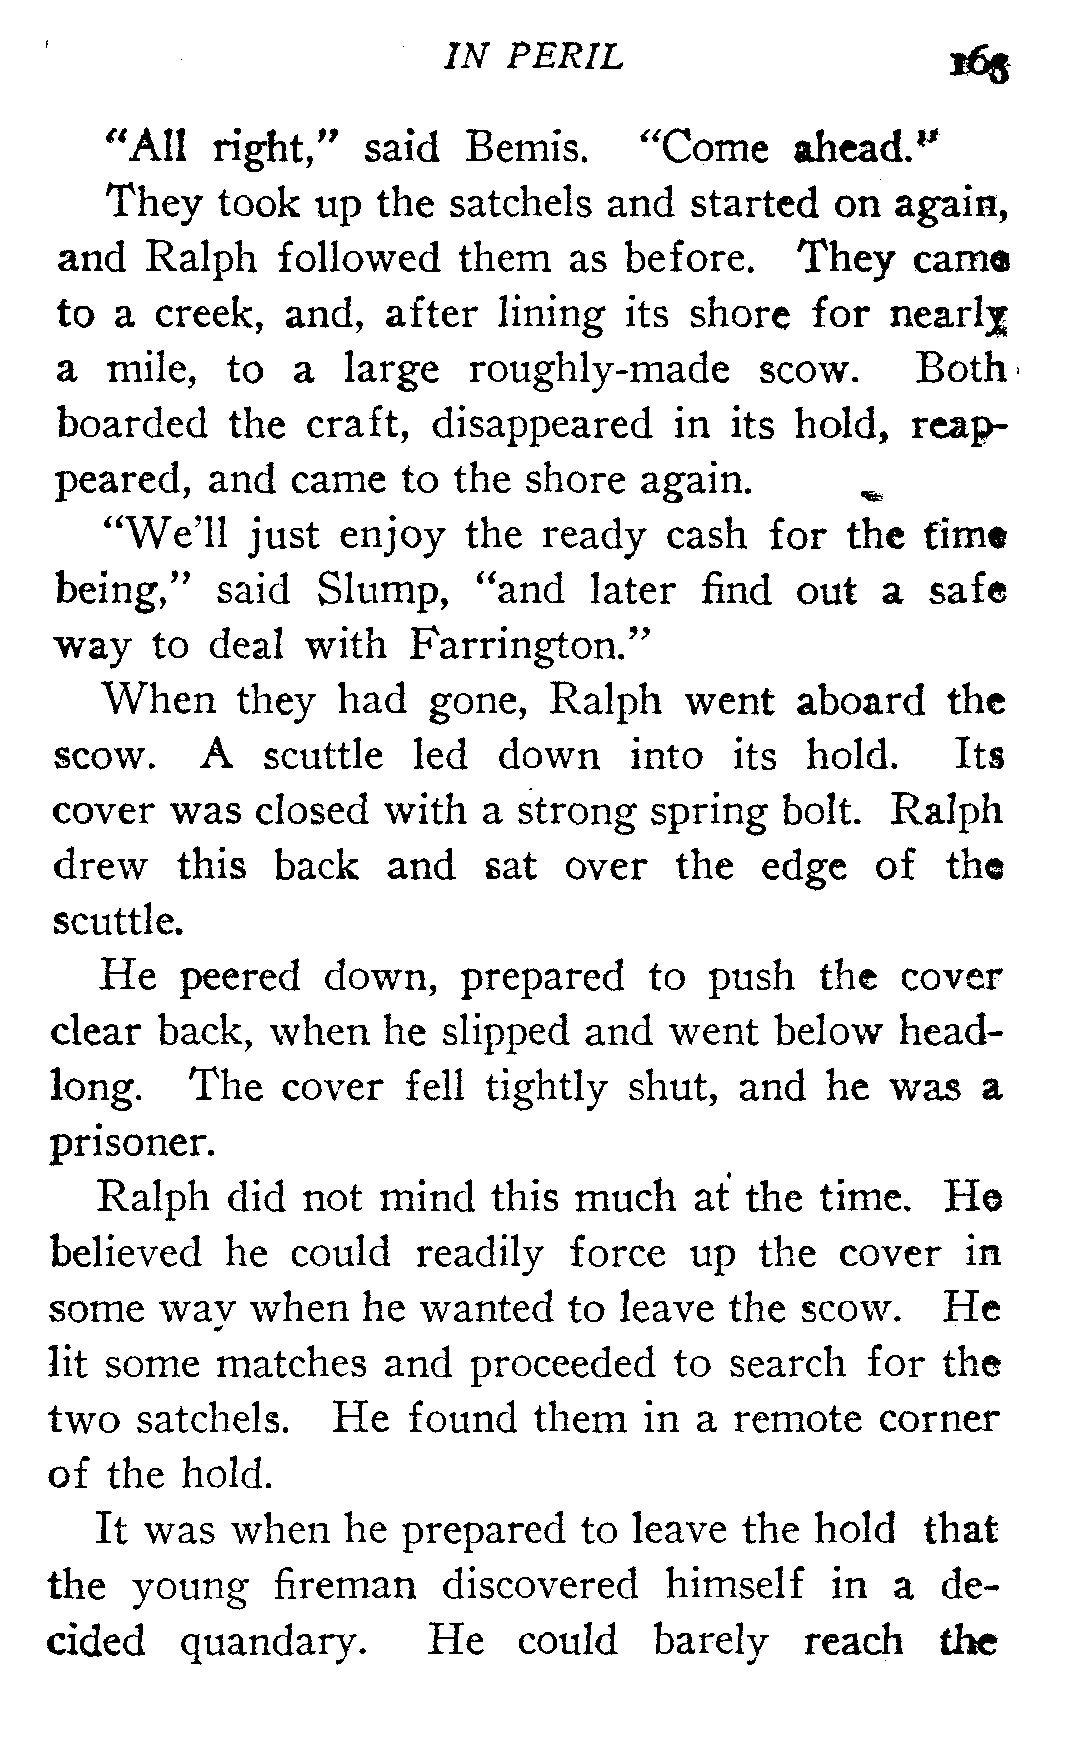 IN PERIL 165
“All right,” said Bemis. “Come ahead.”
They took up the satchels and started on again,
and Ralph followed them as before. They came
to a creek, and, after lining its shore for nearly
a mile, to a large roughly-made scow. Both
boarded the craft, disappeared in its hold, reap-
peared, and came to the shore again.
“We’ll just enjoy the ready cash for the time
being,” said Slump, “and later find out a safe
way to deal with Farrington.”
When they had gone, Ralph went aboard the
scow. A scuttle led down into its hold. Its
cover was closed with a strong spring bolt. Ralph
drew this back and sat over the edge of the
scuttle.
He peered down, prepared to push the cover
clear back, when he slipped and went below head-
long. The cover fell tightly shut, and he was a
prisoner.
Ralph did not mind this much at the time. He
believed he could readily force up the cover in
some way when he wanted to leave the scow. He
lit some matches and proceeded to search for the
two satchels. He found them in a remote corner
of the hold.
It was when he prepared to leave the hold that
the young fireman discovered himself in a de-
cided quandary. He could barely reach the